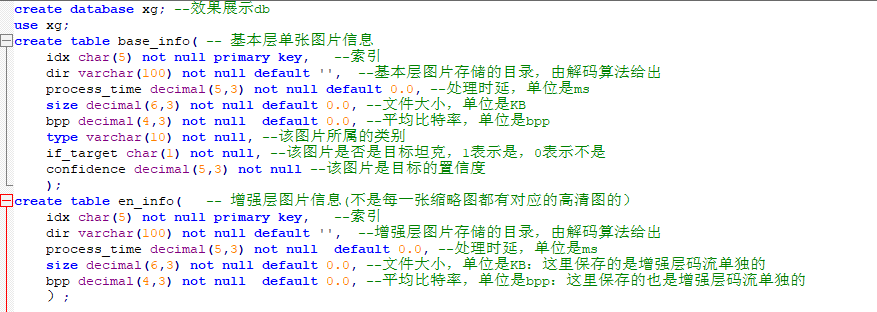 create database xg; --效果展示db
use xg;
create table base_info( -- 基本层单张图片信息
idx char(5) not null primary key, --索引
dir varchar(100) not null default '', --基本层图片存储的目录，由解码算法给出
process_time decimal(5,3) not null default 0.0, --处理时延，单位是ms
size decimal(6,3) not null default 0.0, --文件大小，单位是KB
bpp decimal(4,3) not null default 0.0, --平均比特率，单位是bpp
type varchar(10) not null, --该图片所属的类别
if_target char(1) not null, --该图片是否是目标坦克，1表示是，0表示不是
confidence decimal(5,3) not null --该图片是目标的置信度
);
create table en_info( -- 增强层图片信息(不是每一张缩略图都有对应的高清图的）
idx char(5) not null primary key, --索引
dir varchar(100) not null default '', --增强层图片存储的目录，由解码算法给出
process_time decimal(5,3) not null default 0.0, --处理时延，单位是ms
size decimal(6,3) not null default 0.0, --文件大小，单位是KB：这里保存的是增强层码流单独的
bpp decimal(4,3) not null default 0.0, --平均比特率，单位是bpp：这里保存的也是增强层码流单独的
）;